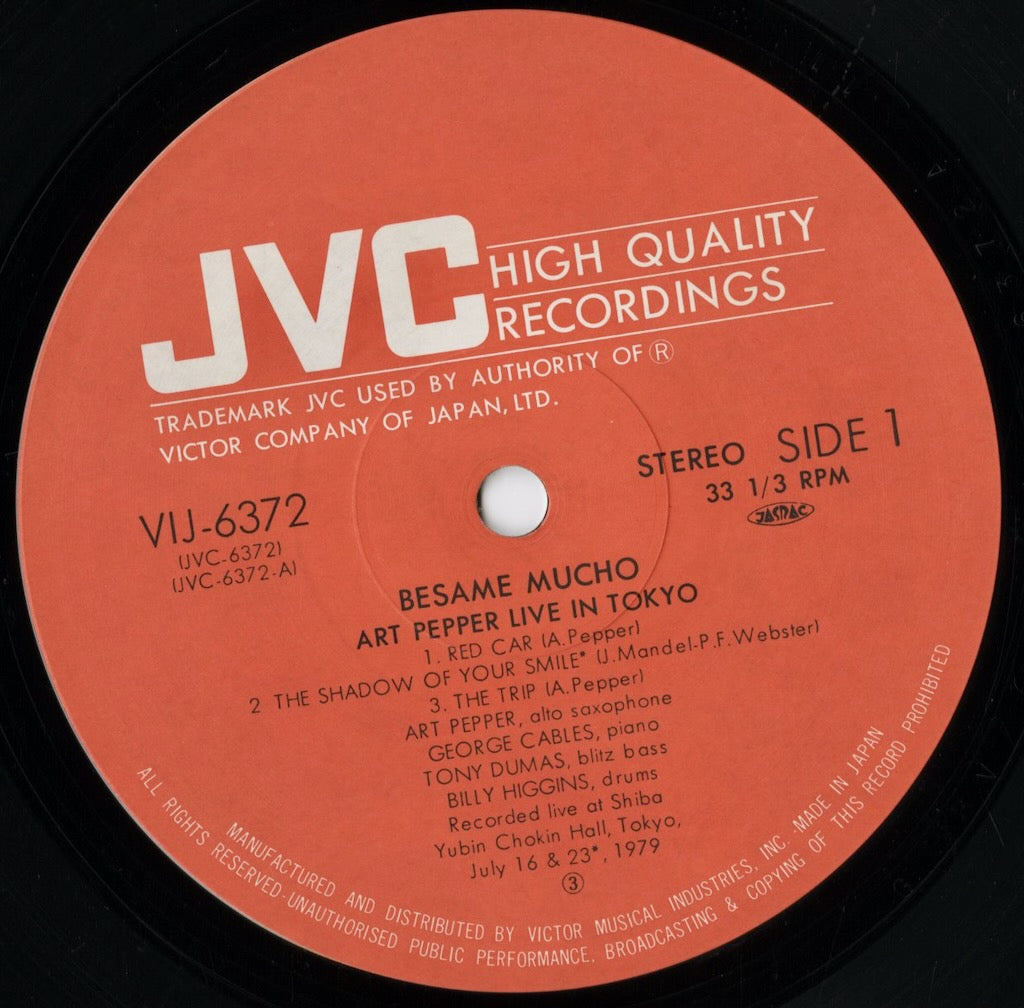 JVC HIGH QUALITY
RECORDINGS
TRADEMARK JVC USED BY AUTHORITY OF Ⓡ
VICTOR COMPANY OF JAPAN, LTD.
STEREO SIDE 1
33 1/3 RPM
JASRAC
VIJ-6372
(JVC-6372)
(JVC-6372-A)
BESAME MUCHO
ART PEPPER LIVE IN TOKYO
1. RED CAR (A.Pepper)
2 THE SHADOW OF YOUR SMILE* (J.Mandel-P.F.Webster)
3. THE TRIP (A.Pepper)
ART PEPPER, alto saxophone
GEORGE CABLES, piano
TONY DUMAS, blitz bass
BILLY HIGGINS, drums
Recorded live at Shiba
Yubin Chokin Hall, Tokyo,
July 16 & 23*, 1979
③
MANUFACTURED AND DISTRIBUTED BY VICTOR MUSICAL INDUSTRIES, INC. MADE IN JAPAN
ALL RIGHTS RESERVED-UNAUTHORISED PUBLIC PERFORMANCE, BROADCASTING & COPYING OF THIS RECORD PROHIBITED